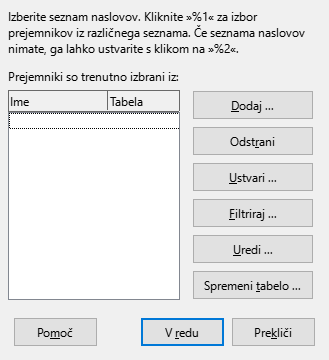 Izberite seznam naslovov. Kliknite »%1« za izbor
prejemnikov iz različnega seznama. Če seznama naslovov
nimate, ga lahko ustvarite s klikom na »%2«.
Prejemniki so trenutno izbrani iz:
Ime Tabela
Dodaj ...
Odstrani
Ustvari ...
Filtriraj ...
Uredi ...
Spremeni tabelo ...
Pomoč V redu Prekliči